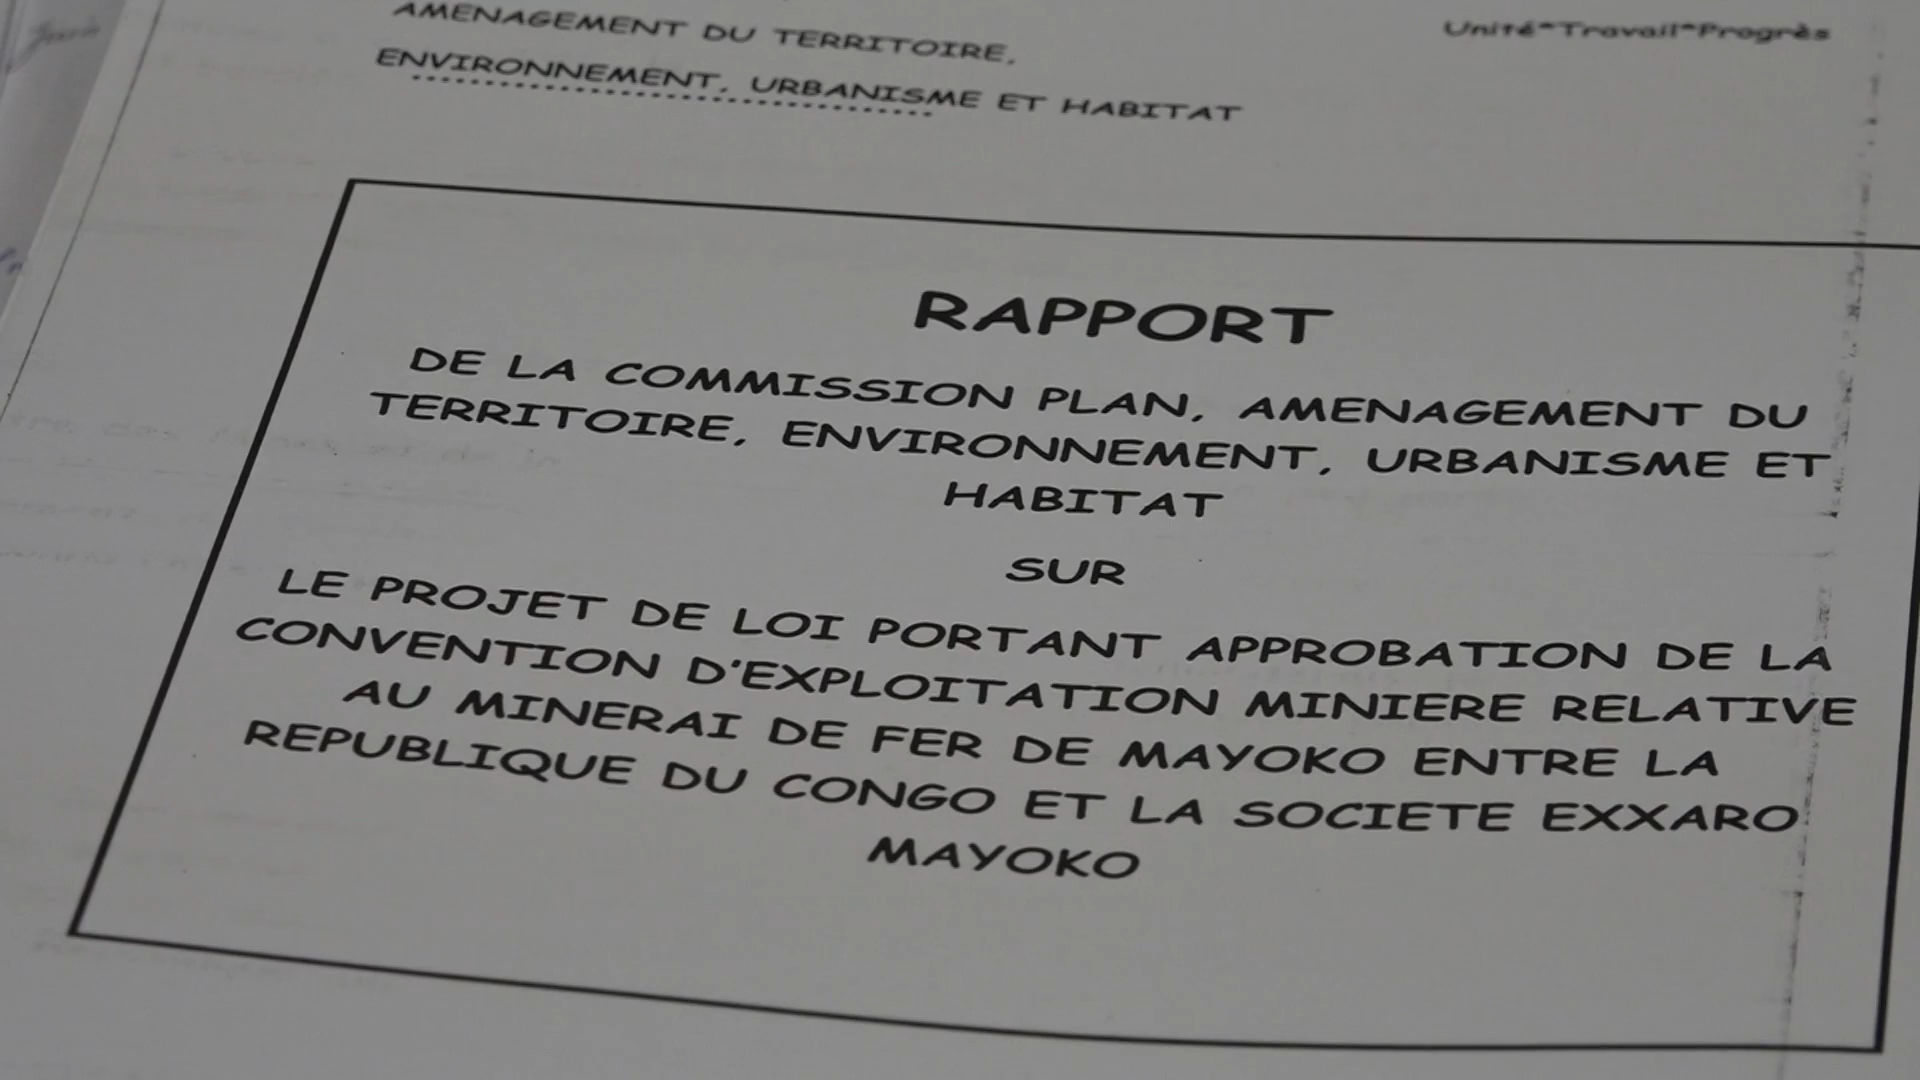 AMENAGEMENT DU TERRITOIRE,
ENVIRONNEMENT, URBANISME ET HABITAT
Unité*Travail*Progrès
RAPPORT
DE LA COMMISSION PLAN, AMENAGEMENT DU
TERRITOIRE, ENVIRONNEMENT, URBANISME ET
HABITAT
SUR
LE PROJET DE LOI PORTANT APPROBATION DE LA
CONVENTION D'EXPLOITATION MINIERE RELATIVE
AU MINERAI DE FER DE MAYOKO ENTRE LA
REPUBLIQUE DU CONGO ET LA SOCIETE EXXARO
MAYOKO